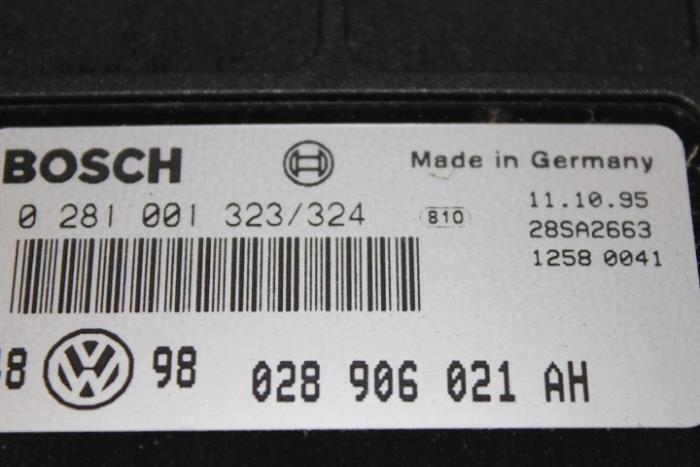 BOSCH
Made in Germany
0 281 001 323/324
810
11.10.95
28SA2663
1258 0041
98
028 906 021 AH